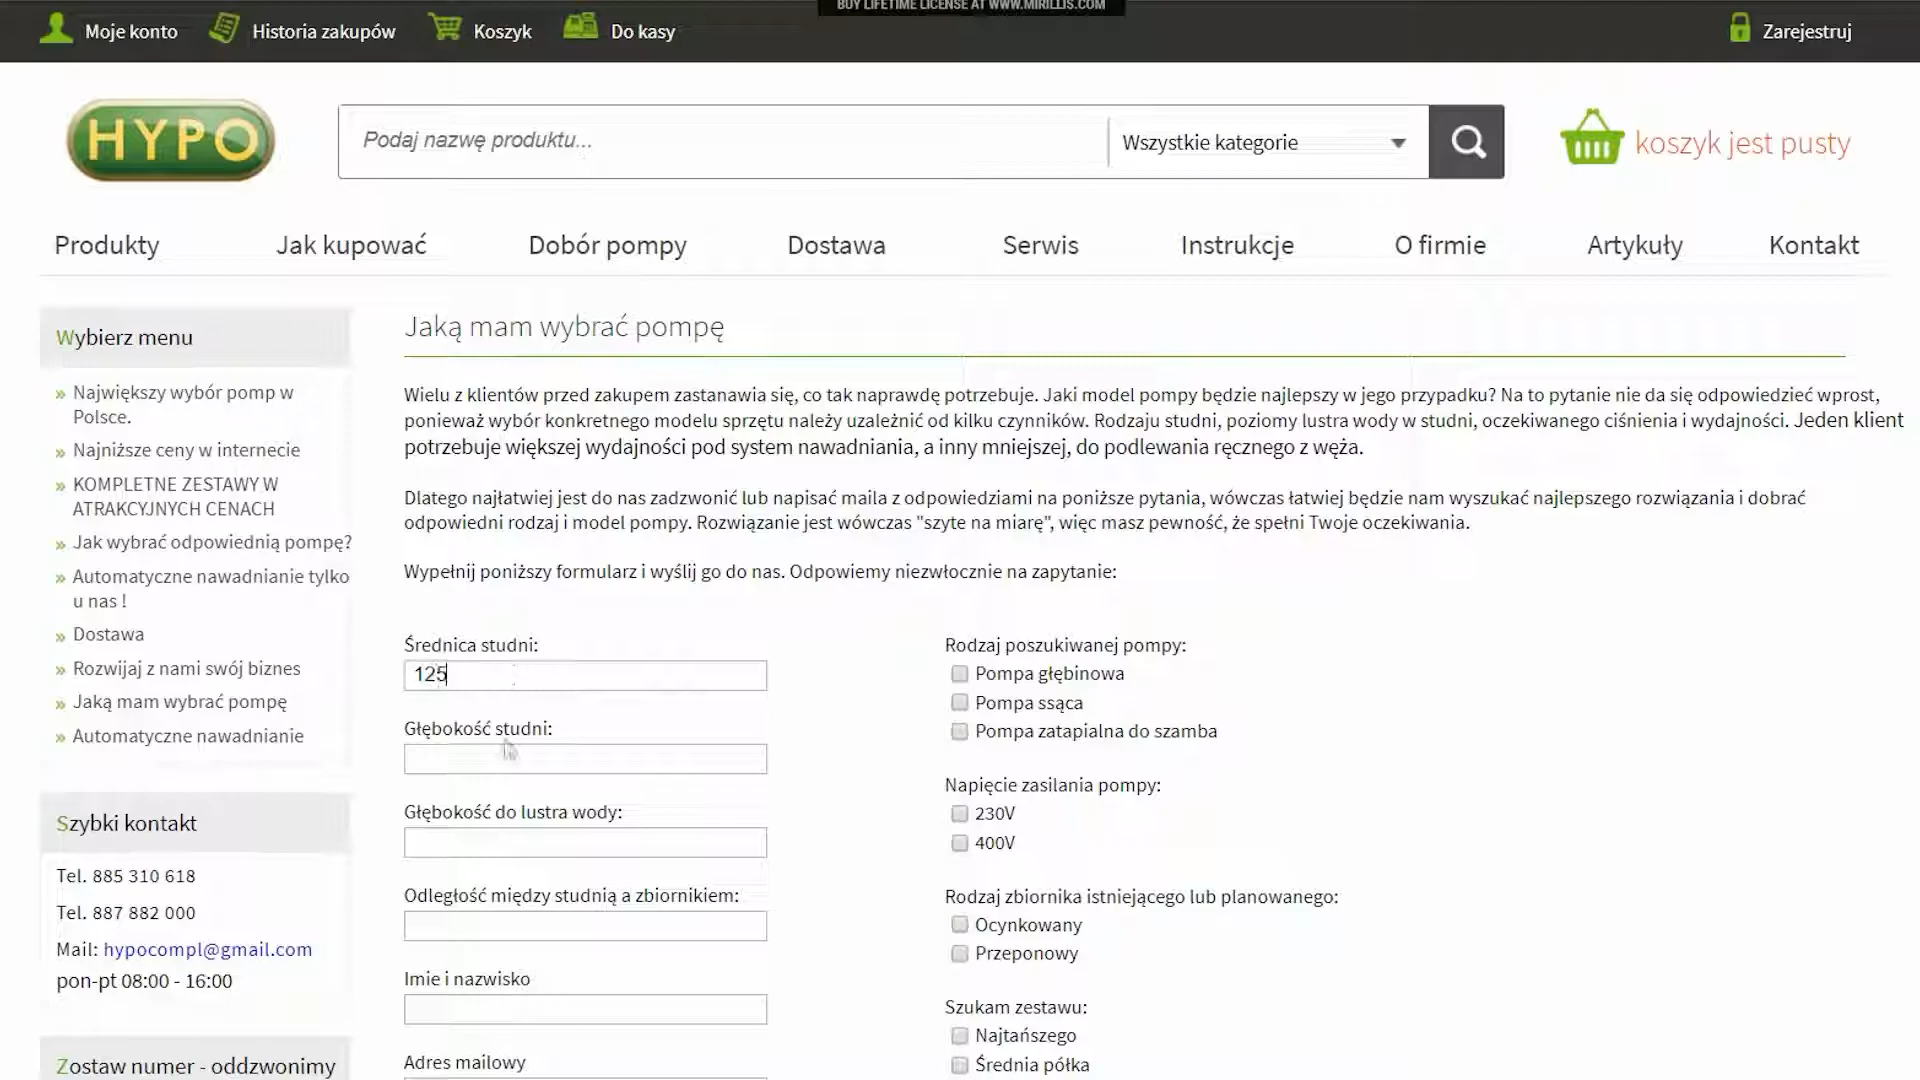 BUY LIFETIME LICENSE AT WWW.MIRILLIS.COM
Moje konto
Historia zakupów
Koszyk
Do kasy
Zarejestruj
HYPO
Podaj nazwę produktu...
Wszystkie kategorie
koszyk jest pusty
Produkty
Jak kupować
Dobór pompy
Dostawa
Serwis
Instrukcje
O firmie
Artykuły
Kontakt
Wybierz menu
» Największy wybór pomp w
Polsce.
» Najniższe ceny w internecie
» KOMPLETNE ZESTAWY W
ATRAKCYJNYCH CENACH
» Jak wybrać odpowiednią pompę?
» Automatyczne nawadnianie tylko
u nas !
» Dostawa
» Rozwijaj z nami swój biznes
» Jaką mam wybrać pompę
» Automatyczne nawadnianie
Szybki kontakt
Tel. 885 310 618
Tel. 887 882 000
Mail: hypocompl@gmail.com
pon-pt 08:00 - 16:00
Zostaw numer - oddzwonimy
Jaką mam wybrać pompę
Wielu z klientów przed zakupem zastanawia się, co tak naprawdę potrzebuje. Jaki model pompy będzie najlepszy w jego przypadku? Na to pytanie nie da się odpowiedzieć wprost,
ponieważ wybór konkretnego modelu sprzętu należy uzależnić od kilku czynników. Rodzaju studni, poziomy lustra wody w studni, oczekiwanego ciśnienia i wydajności. Jeden klient
potrzebuje większej wydajności pod system nawadniania, a inny mniejszej, do podlewania ręcznego z węża.
Dlatego najłatwiej jest do nas zadzwonić lub napisać maila z odpowiedziami na poniższe pytania, wówczas łatwiej będzie nam wyszukać najlepszego rozwiązania i dobrać
odpowiedni rodzaj i model pompy. Rozwiązanie jest wówczas "szyte na miarę", więc masz pewność, że spełni Twoje oczekiwania.
Wypełnij poniższy formularz i wyślij go do nas. Odpowiemy niezwłocznie na zapytanie:
Średnica studni:
125
Głębokość studni:
Głębokość do lustra wody:
Odległość między studnią a zbiornikiem:
Imie i nazwisko
Adres mailowy
Rodzaj poszukiwanej pompy:
Pompa głębinowa
Pompa ssąca
Pompa zatapialna do szamba
Napięcie zasilania pompy:
230V
400V
Rodzaj zbiornika istniejącego lub planowanego:
Ocynkowany
Przeponowy
Szukam zestawu:
Najtańszego
Średnia półka